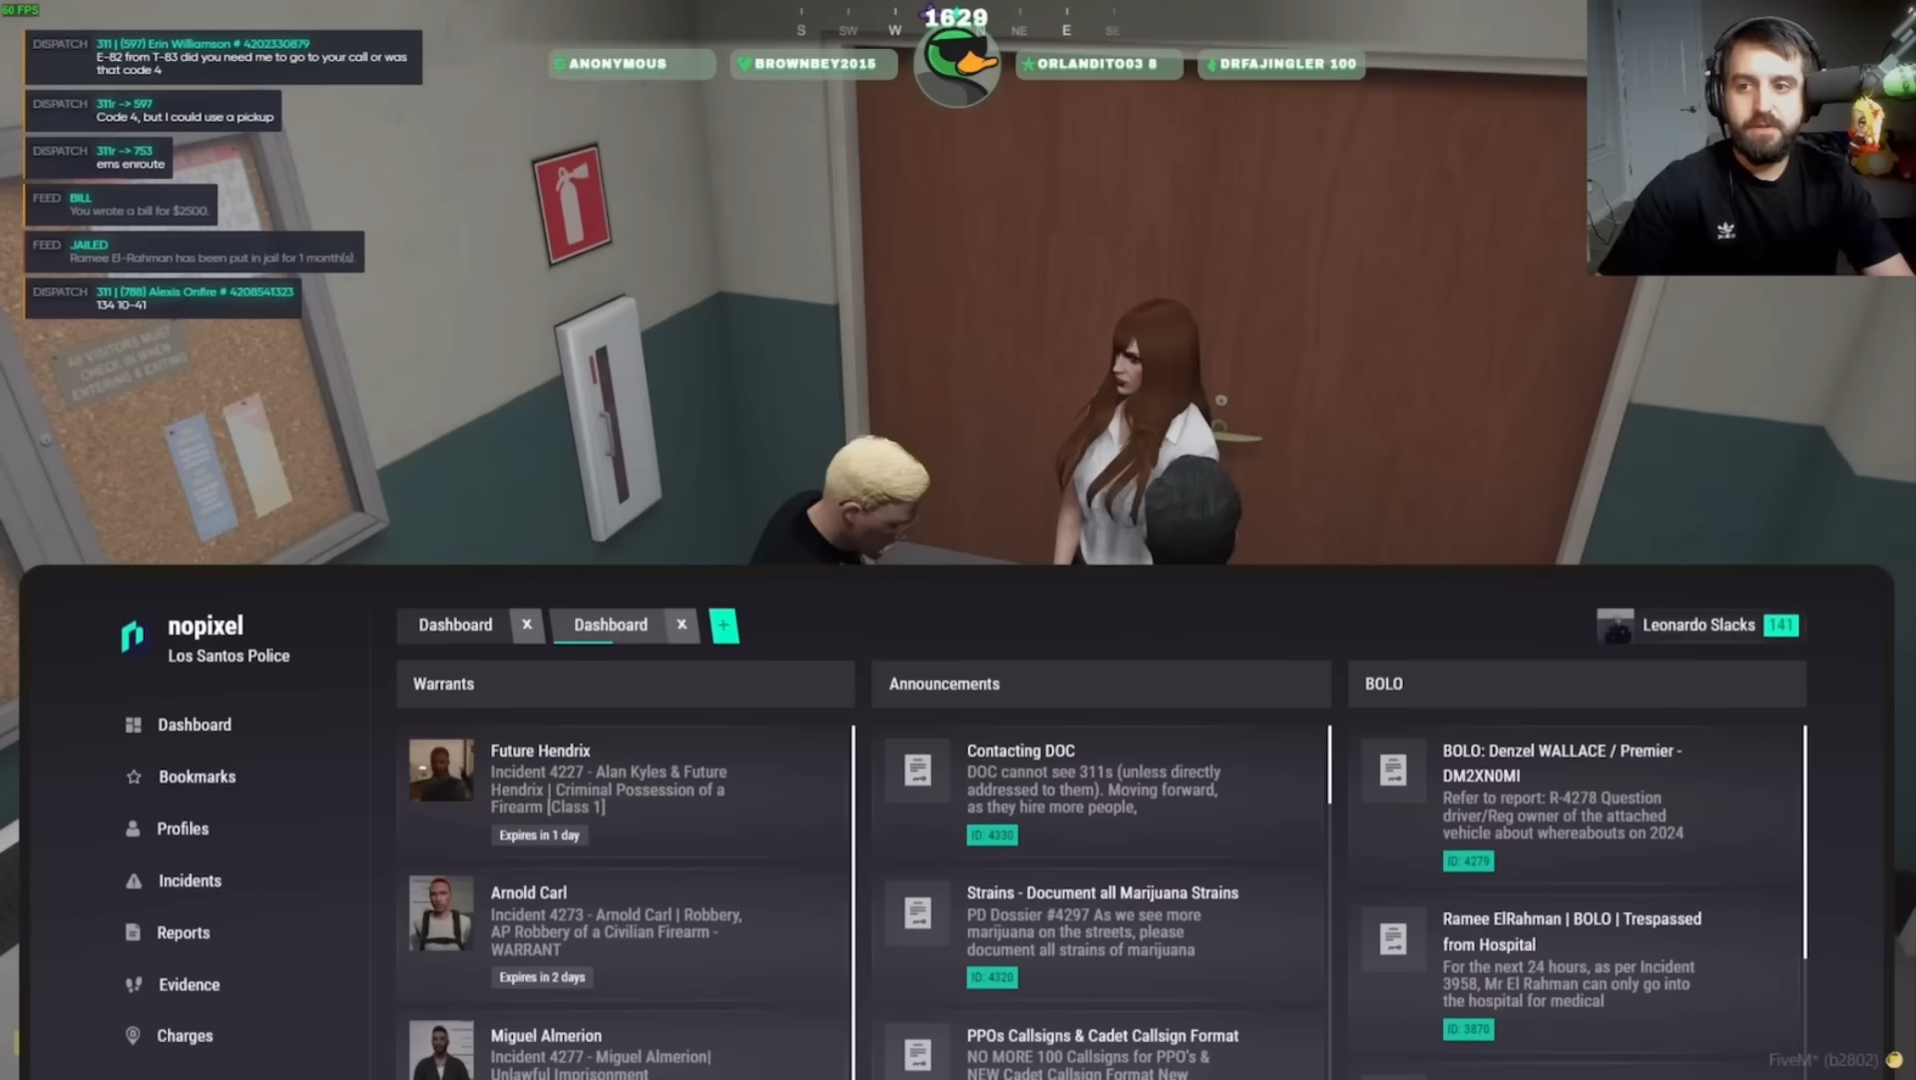 60 FPS
DISPATCH 311 | (597) Erin Williamson # 4202330879
E-82 from T-83 did you need me to go to your call or was
that code 4
DISPATCH 311r -> 597
Code 4, but I could use a pickup
DISPATCH 311r -> 753
ems enroute
FEED BILL
You wrote a bill for $2500.
FEED JAILED
Ramee El-Rahman has been put in jail for 1 month(s).
DISPATCH 311 | (788) Alexis Onfire # 4208541323
134 10-41
S SW W NE E SE
1629
ANONYMOUS
BROWNBEY2015
ORLANDITO03 8
DRFAJINGLER 100
All VISITORS MUST
CHECK IN WHEN
ENTERING & EXITING
nopixel
Los Santos Police
Dashboard
Bookmarks
Profiles
Incidents
Reports
Evidence
Charges
Dashboard x Dashboard x +
Leonardo Slacks 141
Warrants
Future Hendrix
Incident 4227 - Alan Kyles & Future
Hendrix | Criminal Possession of a
Firearm [Class 1]
Expires in 1 day
Arnold Carl
Incident 4273 - Arnold Carl | Robbery,
AP Robbery of a Civilian Firearm -
WARRANT
Expires in 2 days
Miguel Almerion
Incident 4277 - Miguel Almerion|
Unlawful Imprisonment
Announcements
Contacting DOC
DOC cannot see 311s (unless directly
addressed to them). Moving forward,
as they hire more people,
ID: 4330
Strains - Document all Marijuana Strains
PD Dossier #4297 As we see more
marijuana on the streets, please
document all strains of marijuana
ID: 4320
PPOs Callsigns & Cadet Callsign Format
NO MORE 100 Callsigns for PPO's &
NEW Cadet Callsign Format New
BOLO
BOLO: Denzel WALLACE / Premier -
DM2XN0MI
Refer to report: R-4278 Question
driver/Reg owner of the attached
vehicle about whereabouts on 2024
ID: 4279
Ramee ElRahman | BOLO | Trespassed
from Hospital
For the next 24 hours, as per Incident
3958, Mr El Rahman can only go into
the hospital for medical
ID: 3870
FiveM* (b2802)